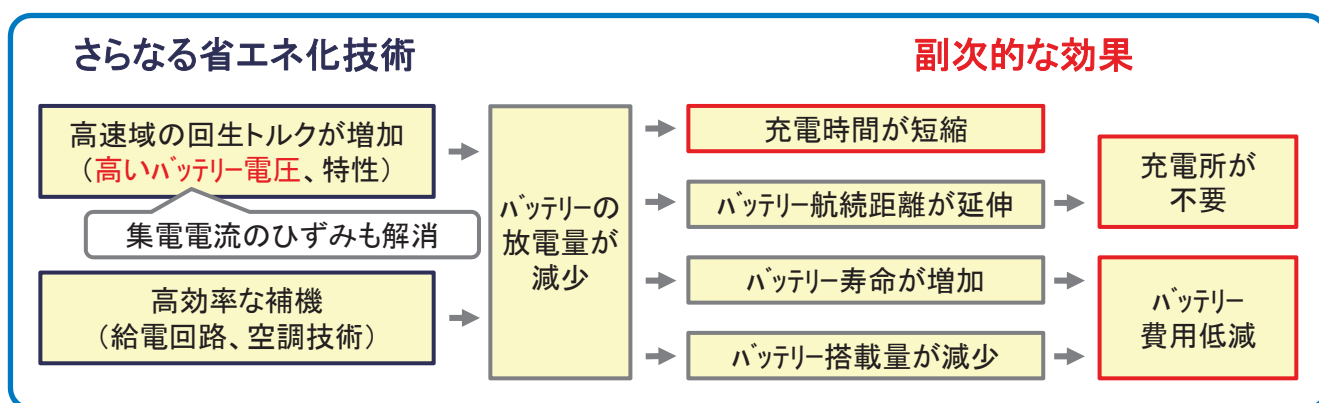 さらなる省エネ化技術
副次的な効果
高速域の回生トルクが増加
（高いﾊﾞｯﾃﾘｰ電圧、特性）
集電電流のひずみも解消
高効率な補機
（給電回路、空調技術）
ﾊﾞｯﾃﾘｰの
放電量が
減少
充電時間が短縮
ﾊﾞｯﾃﾘｰ航続距離が延伸
ﾊﾞｯﾃﾘｰ寿命が増加
ﾊﾞｯﾃﾘｰ搭載量が減少
充電所が
不要
ﾊﾞｯﾃﾘｰ
費用低減